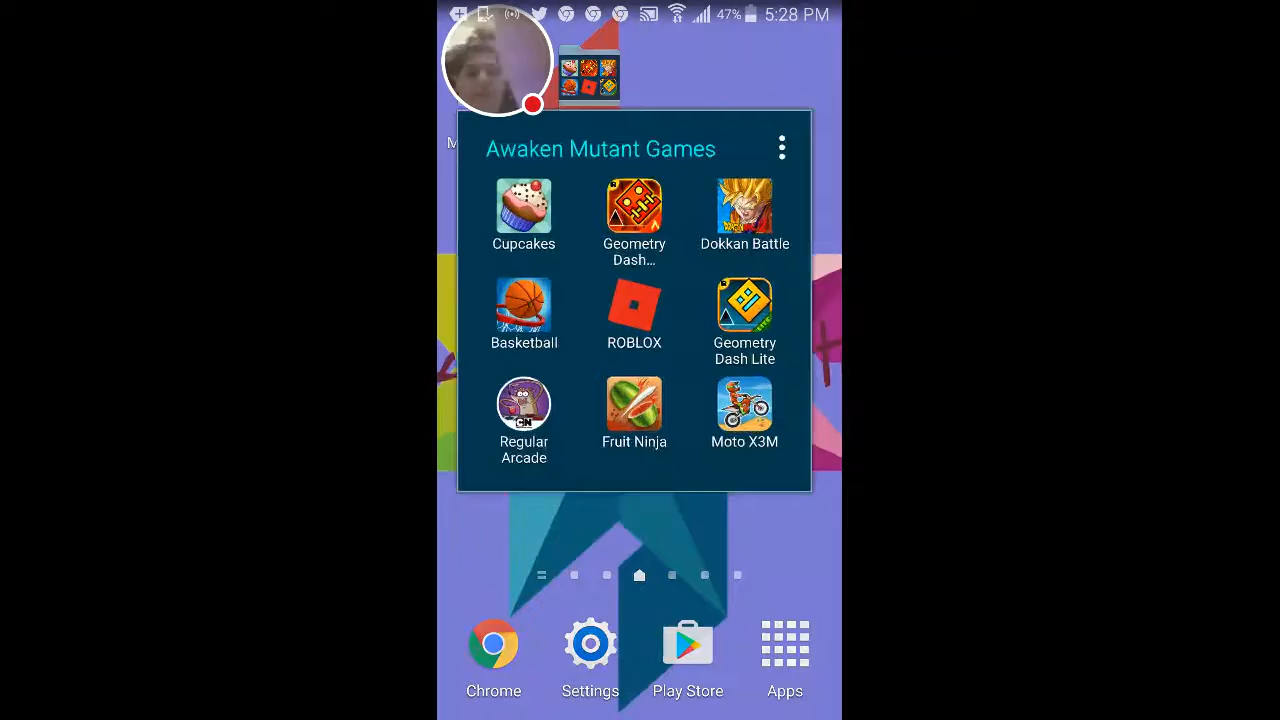 47% 5:28 PM
M
Awaken Mutant Games
Cupcakes
Geometry
Dash...
Dokkan Battle
Basketball
ROBLOX
Geometry
Dash Lite
Regular
Arcade
Fruit Ninja
Moto X3M
Chrome
Settings
Play Store
Apps